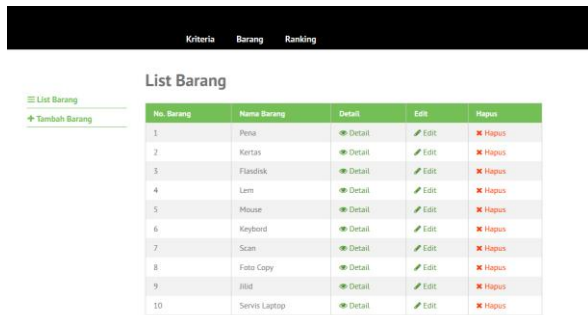 Kriteria Barang Ranking
List Barang
List Barang
Tambah Barang
No. Barang Nama Barang Detail Edit Hapus
1 Pena Detail Edit Hapus
2 Kertas Detail Edit Hapus
3 Flasdisk Detail Edit Hapus
4 Lem Detail Edit Hapus
5 Mouse Detail Edit Hapus
6 Keybord Detail Edit Hapus
7 Scan Detail Edit Hapus
8 Foto Copy Detail Edit Hapus
9 Jilid Detail Edit Hapus
10 Servis Laptop Detail Edit Hapus